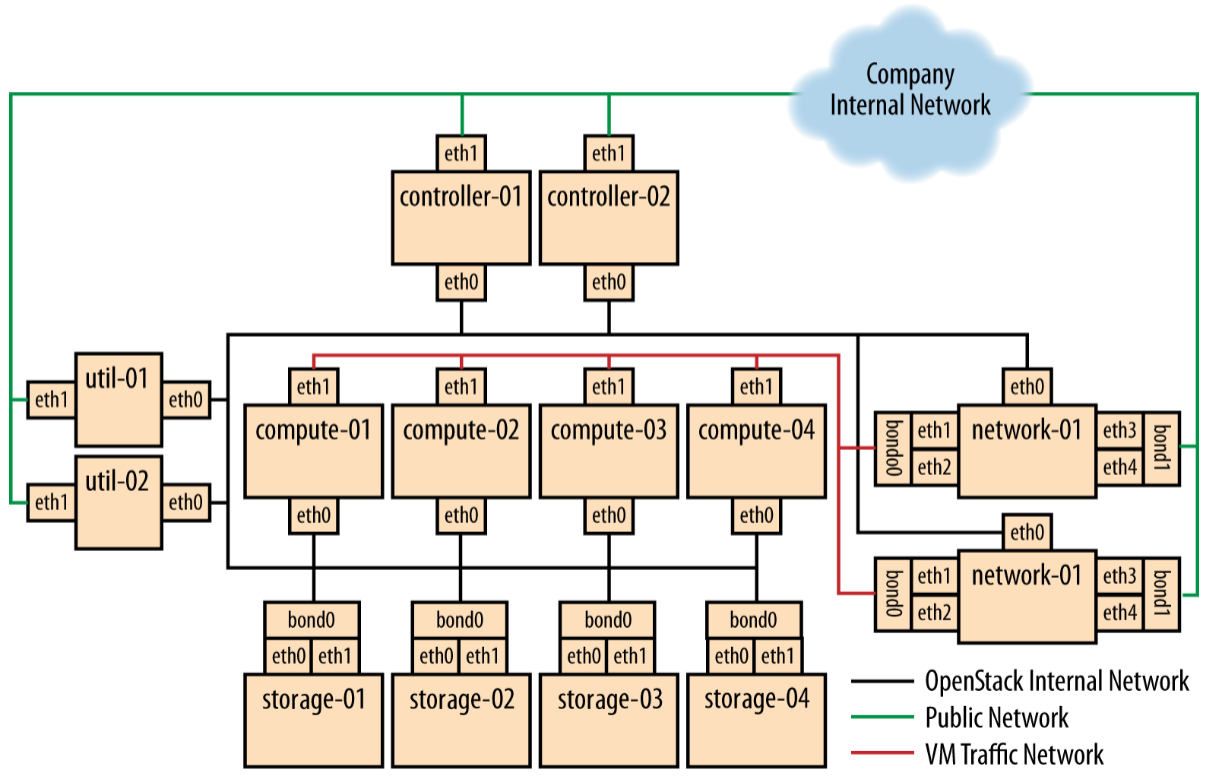 Company
Internal Network
eth1
eth1
controller-01
controller-02
eth0
eth0
util-01
eth1
eth0
util-02
eth1
eth0
eth1
eth1
eth1
eth1
compute-01
compute-02
compute-03
compute-04
eth0
eth0
eth0
eth0
eth0
bondo0
eth1
eth2
network-01
eth3
eth4
bond1
eth0
bond0
eth1
eth2
network-01
eth3
eth4
bond1
bond0
bond0
bond0
bond0
eth0 eth1
eth0 eth1
eth0 eth1
eth0 eth1
storage-01
storage-02
storage-03
storage-04
OpenStack Internal Network
Public Network
VM Traffic Network